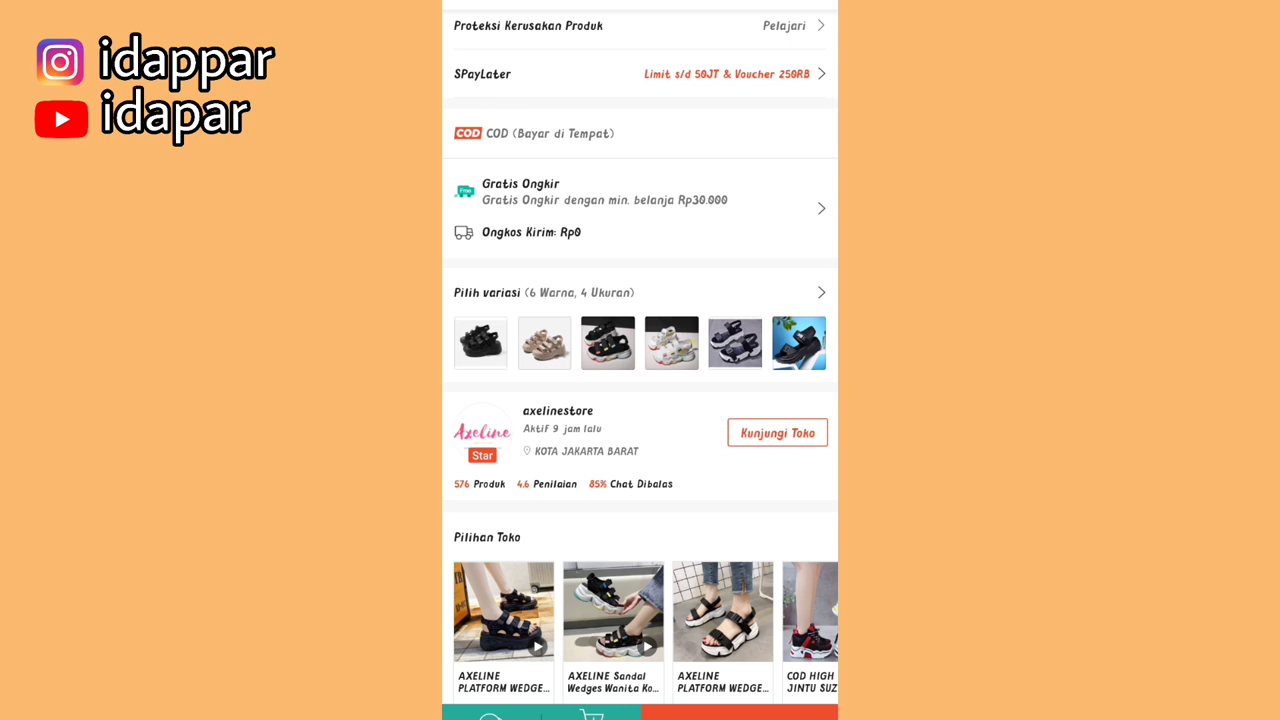 idappar
idapar
Proteksi Kerusakan Produk Pelajari
SPayLater Limit s/d 50JT & Voucher 250RB
COD COD (Bayar di Tempat)
Free Gratis Ongkir
Gratis Ongkir dengan min. belanja Rp30.000
Ongkos Kirim: Rp0
Pilih variasi (6 Warna, 4 Ukuran)
Axeline
Star
axelinestore
Aktif 9 jam lalu
KOTA JAKARTA BARAT
Kunjungi Toko
576 Produk 4.6 Penilaian 85% Chat Dibalas
Pilihan Toko
AXELINE
PLATFORM WEDGE...
AXELINE Sandal
Wedges Wanita Ko...
AXELINE
PLATFORM WEDGE...
COD HIGH
JINTU SUZ